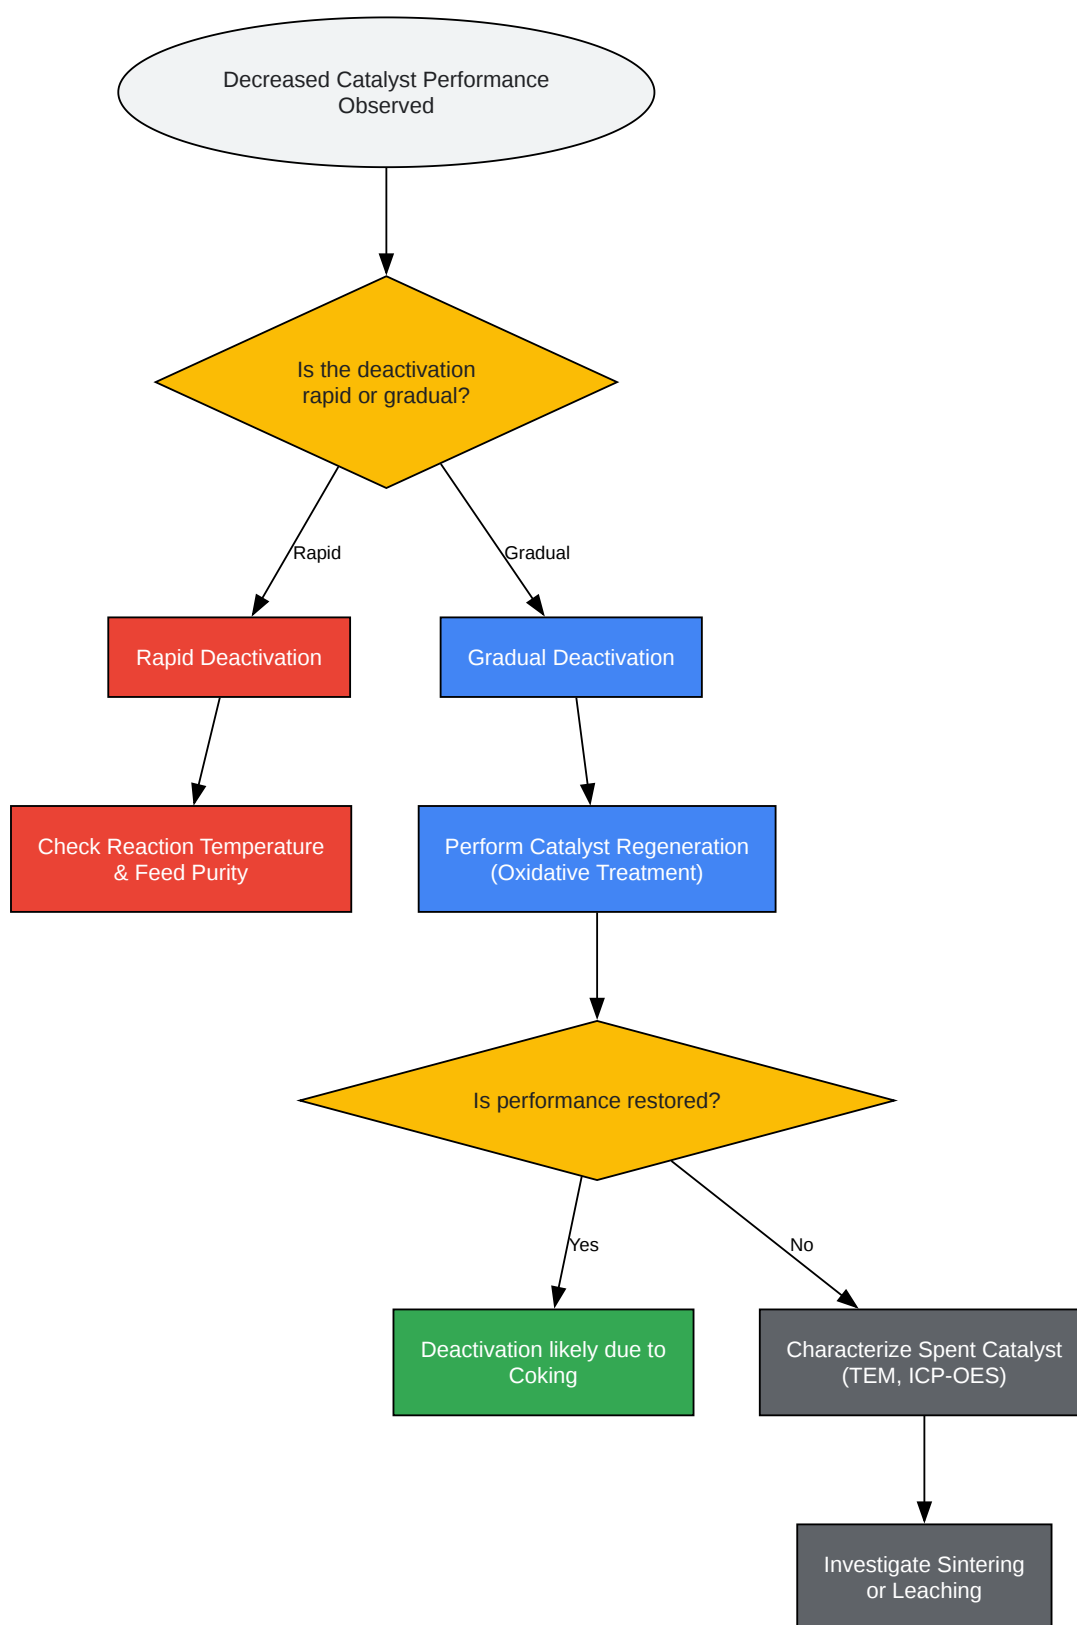 Decreased Catalyst Performance
Observed
Is the deactivation
rapid or gradual?
Rapid
Gradual
Rapid Deactivation
Gradual Deactivation
Check Reaction Temperature
& Feed Purity
Perform Catalyst Regeneration
(Oxidative Treatment)
Is performance restored?
Yes
No
Deactivation likely due to
Coking
Characterize Spent Catalyst
(TEM, ICP-OES)
Investigate Sintering
or Leaching